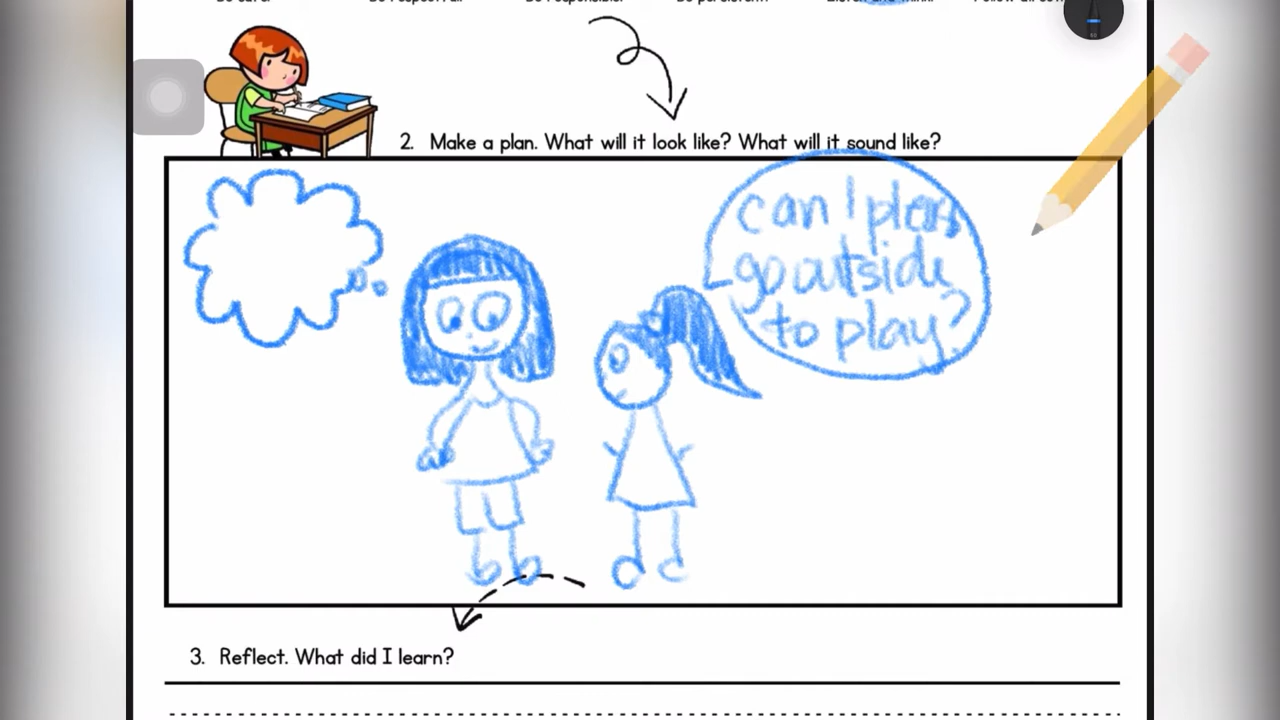 2. Make a plan. What will it look like? What will it sound like?
can I pleas
go outside
to play?
3. Reflect. What did I learn?